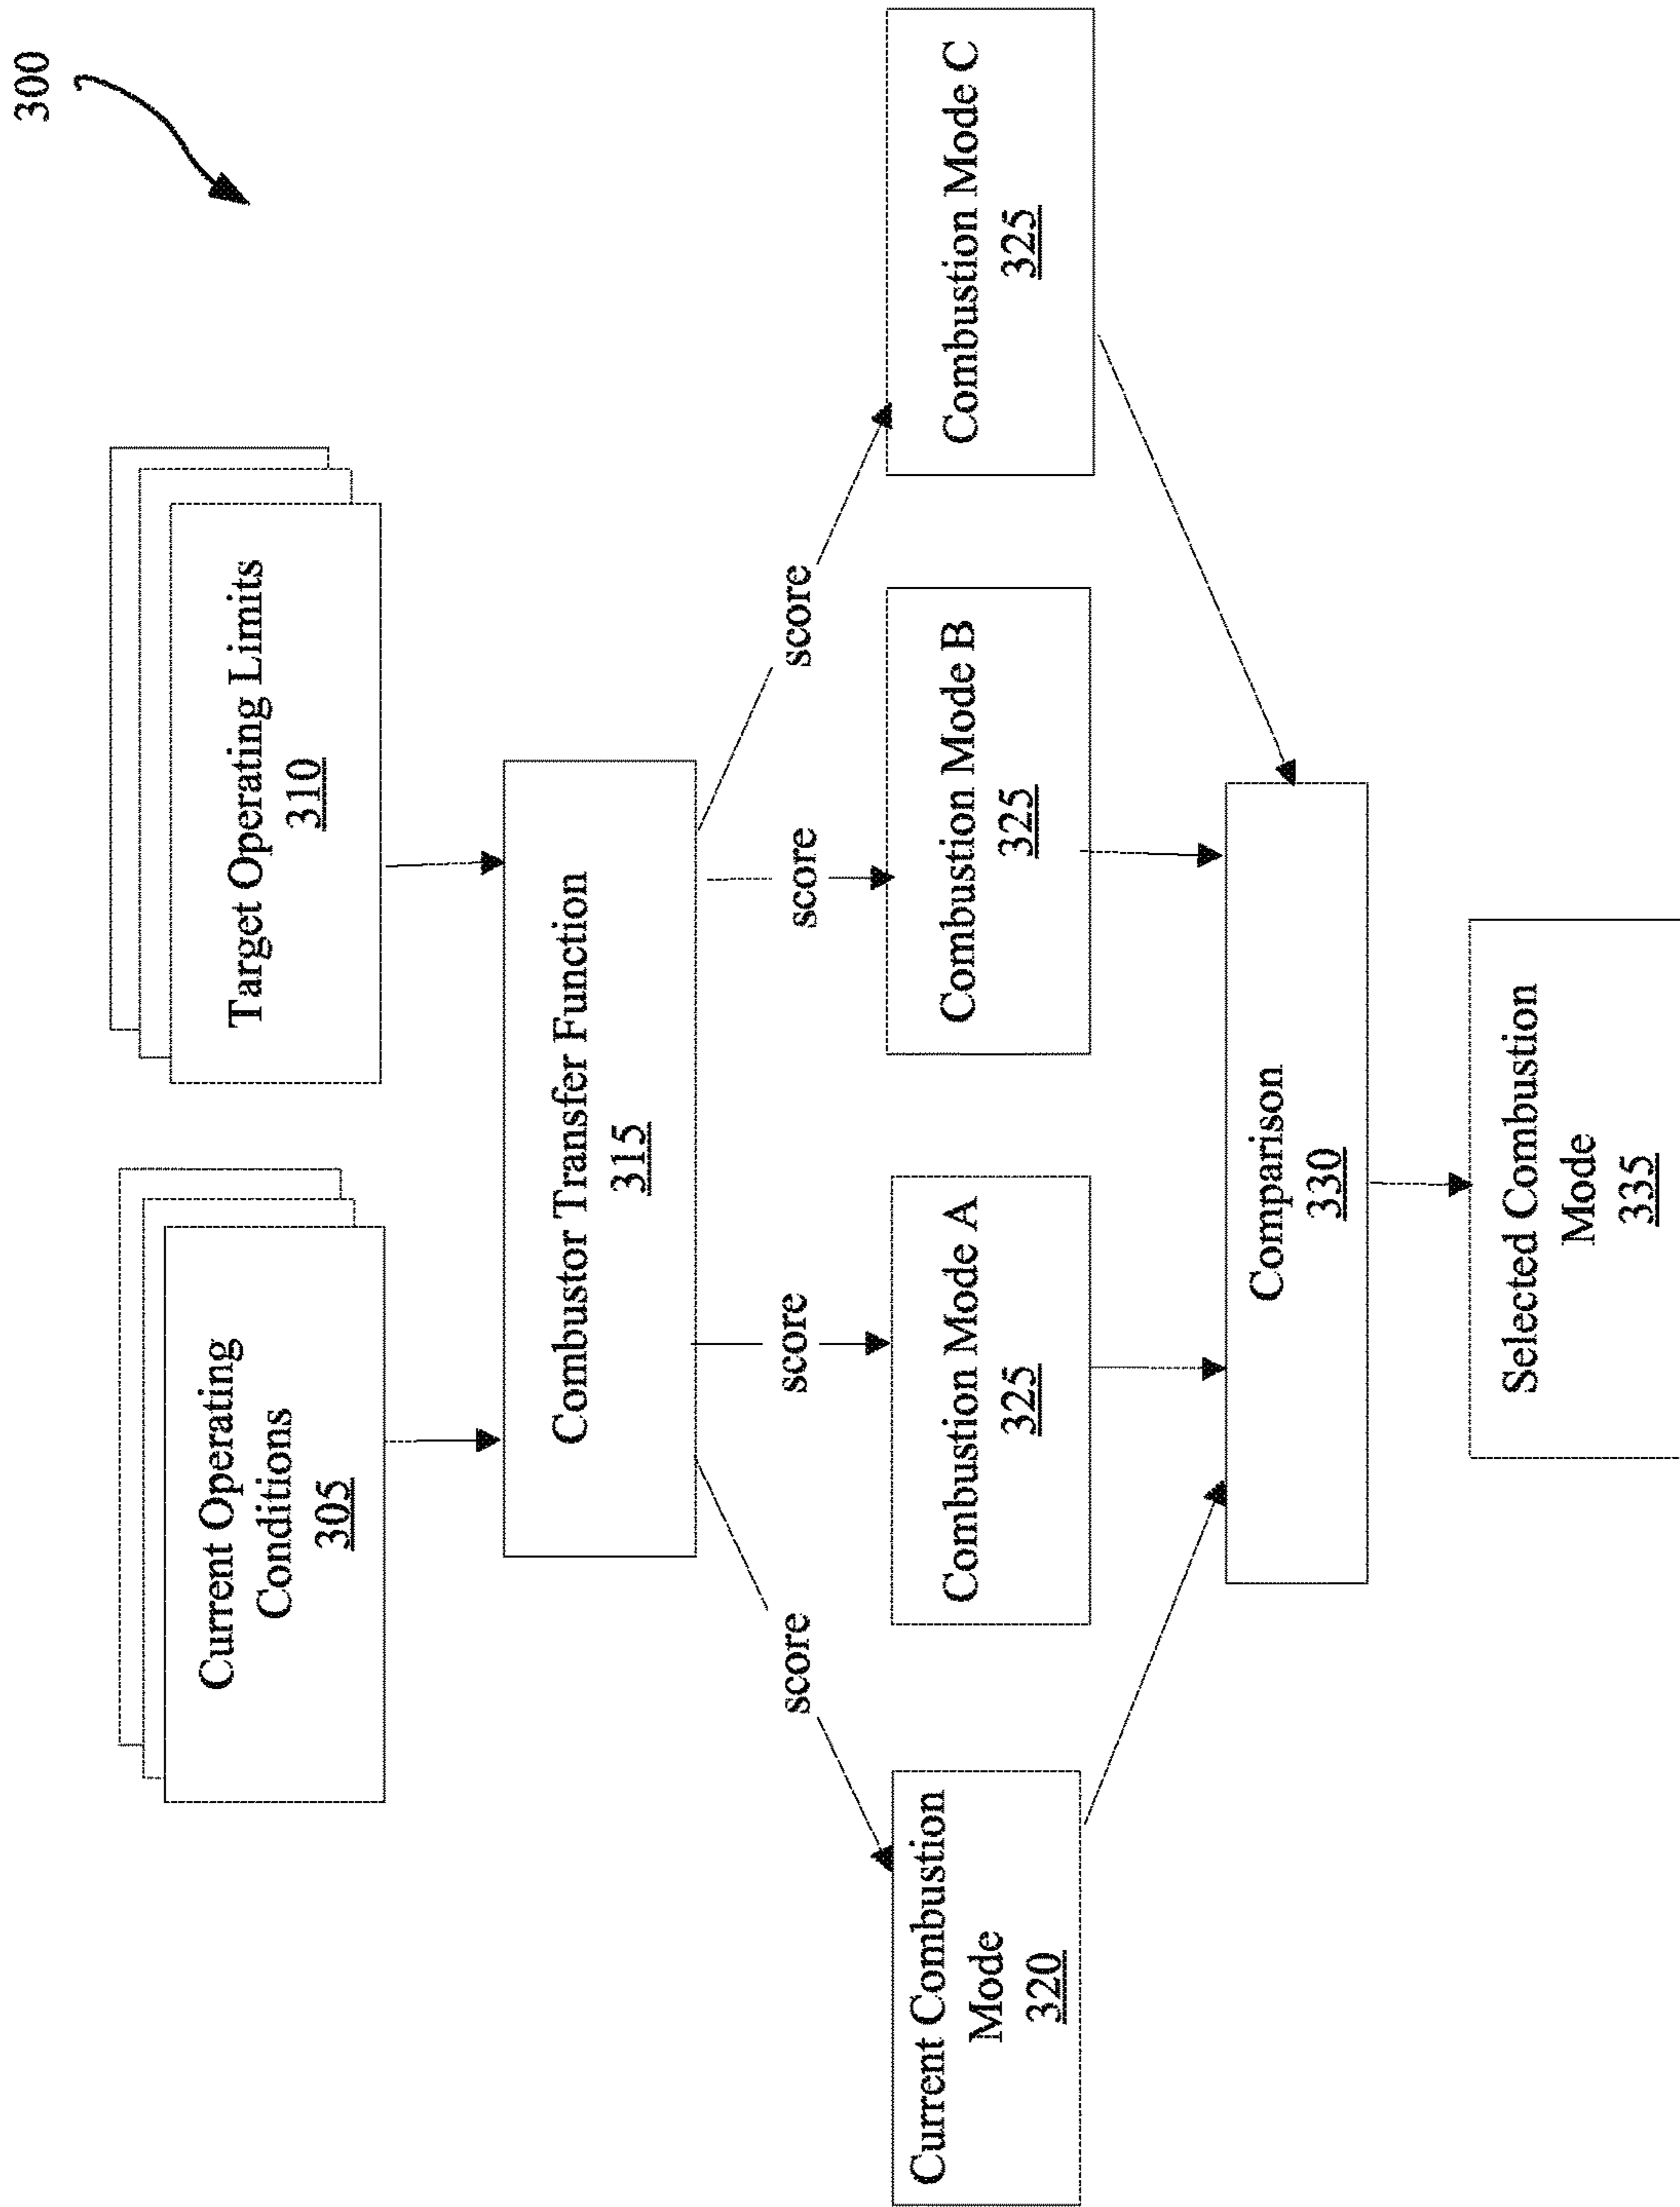 300
Current Operating
Conditions
305
Target Operating Limits
310
Combustor Transfer Function
315
score
score
score
score
Current Combustion
Mode
320
Combustion Mode A
325
Combustion Mode B
325
Combustion Mode C
325
Comparison
330
Selected Combustion
Mode
335